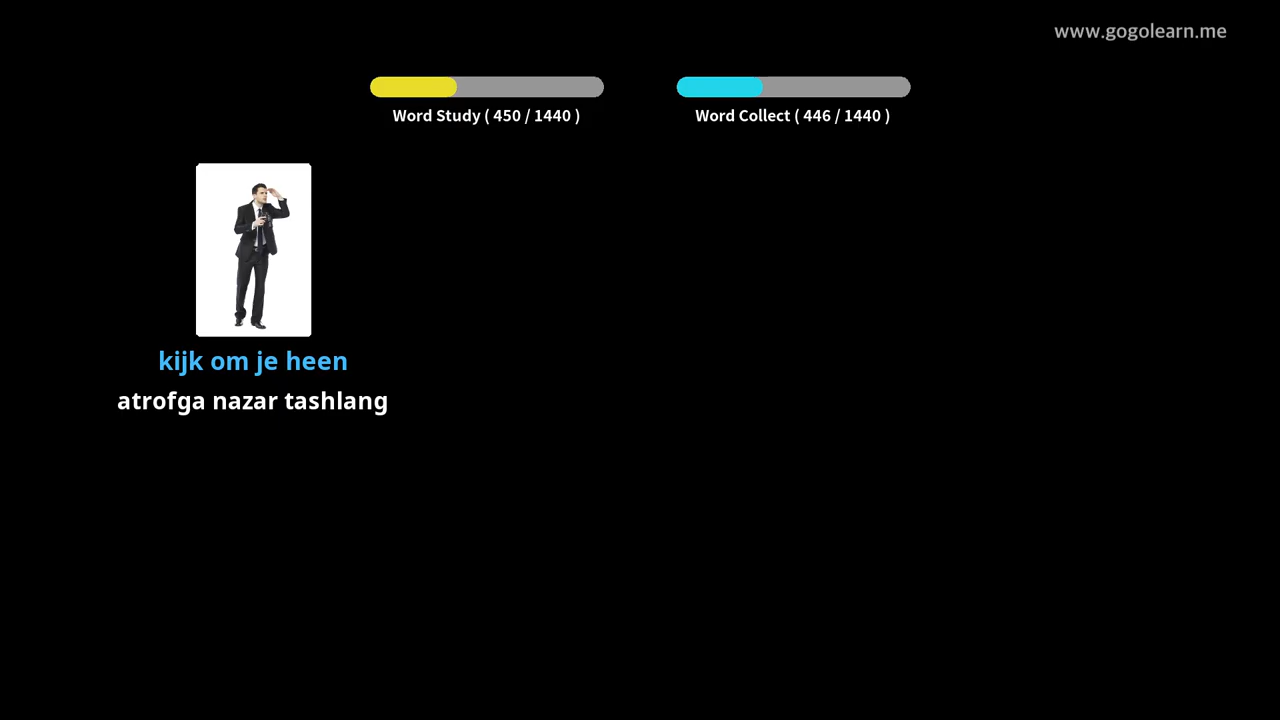 www.gogolearn.me
Word Study ( 450 / 1440 )
Word Collect ( 446 / 1440 )
kijk om je heen
atrofga nazar tashlang